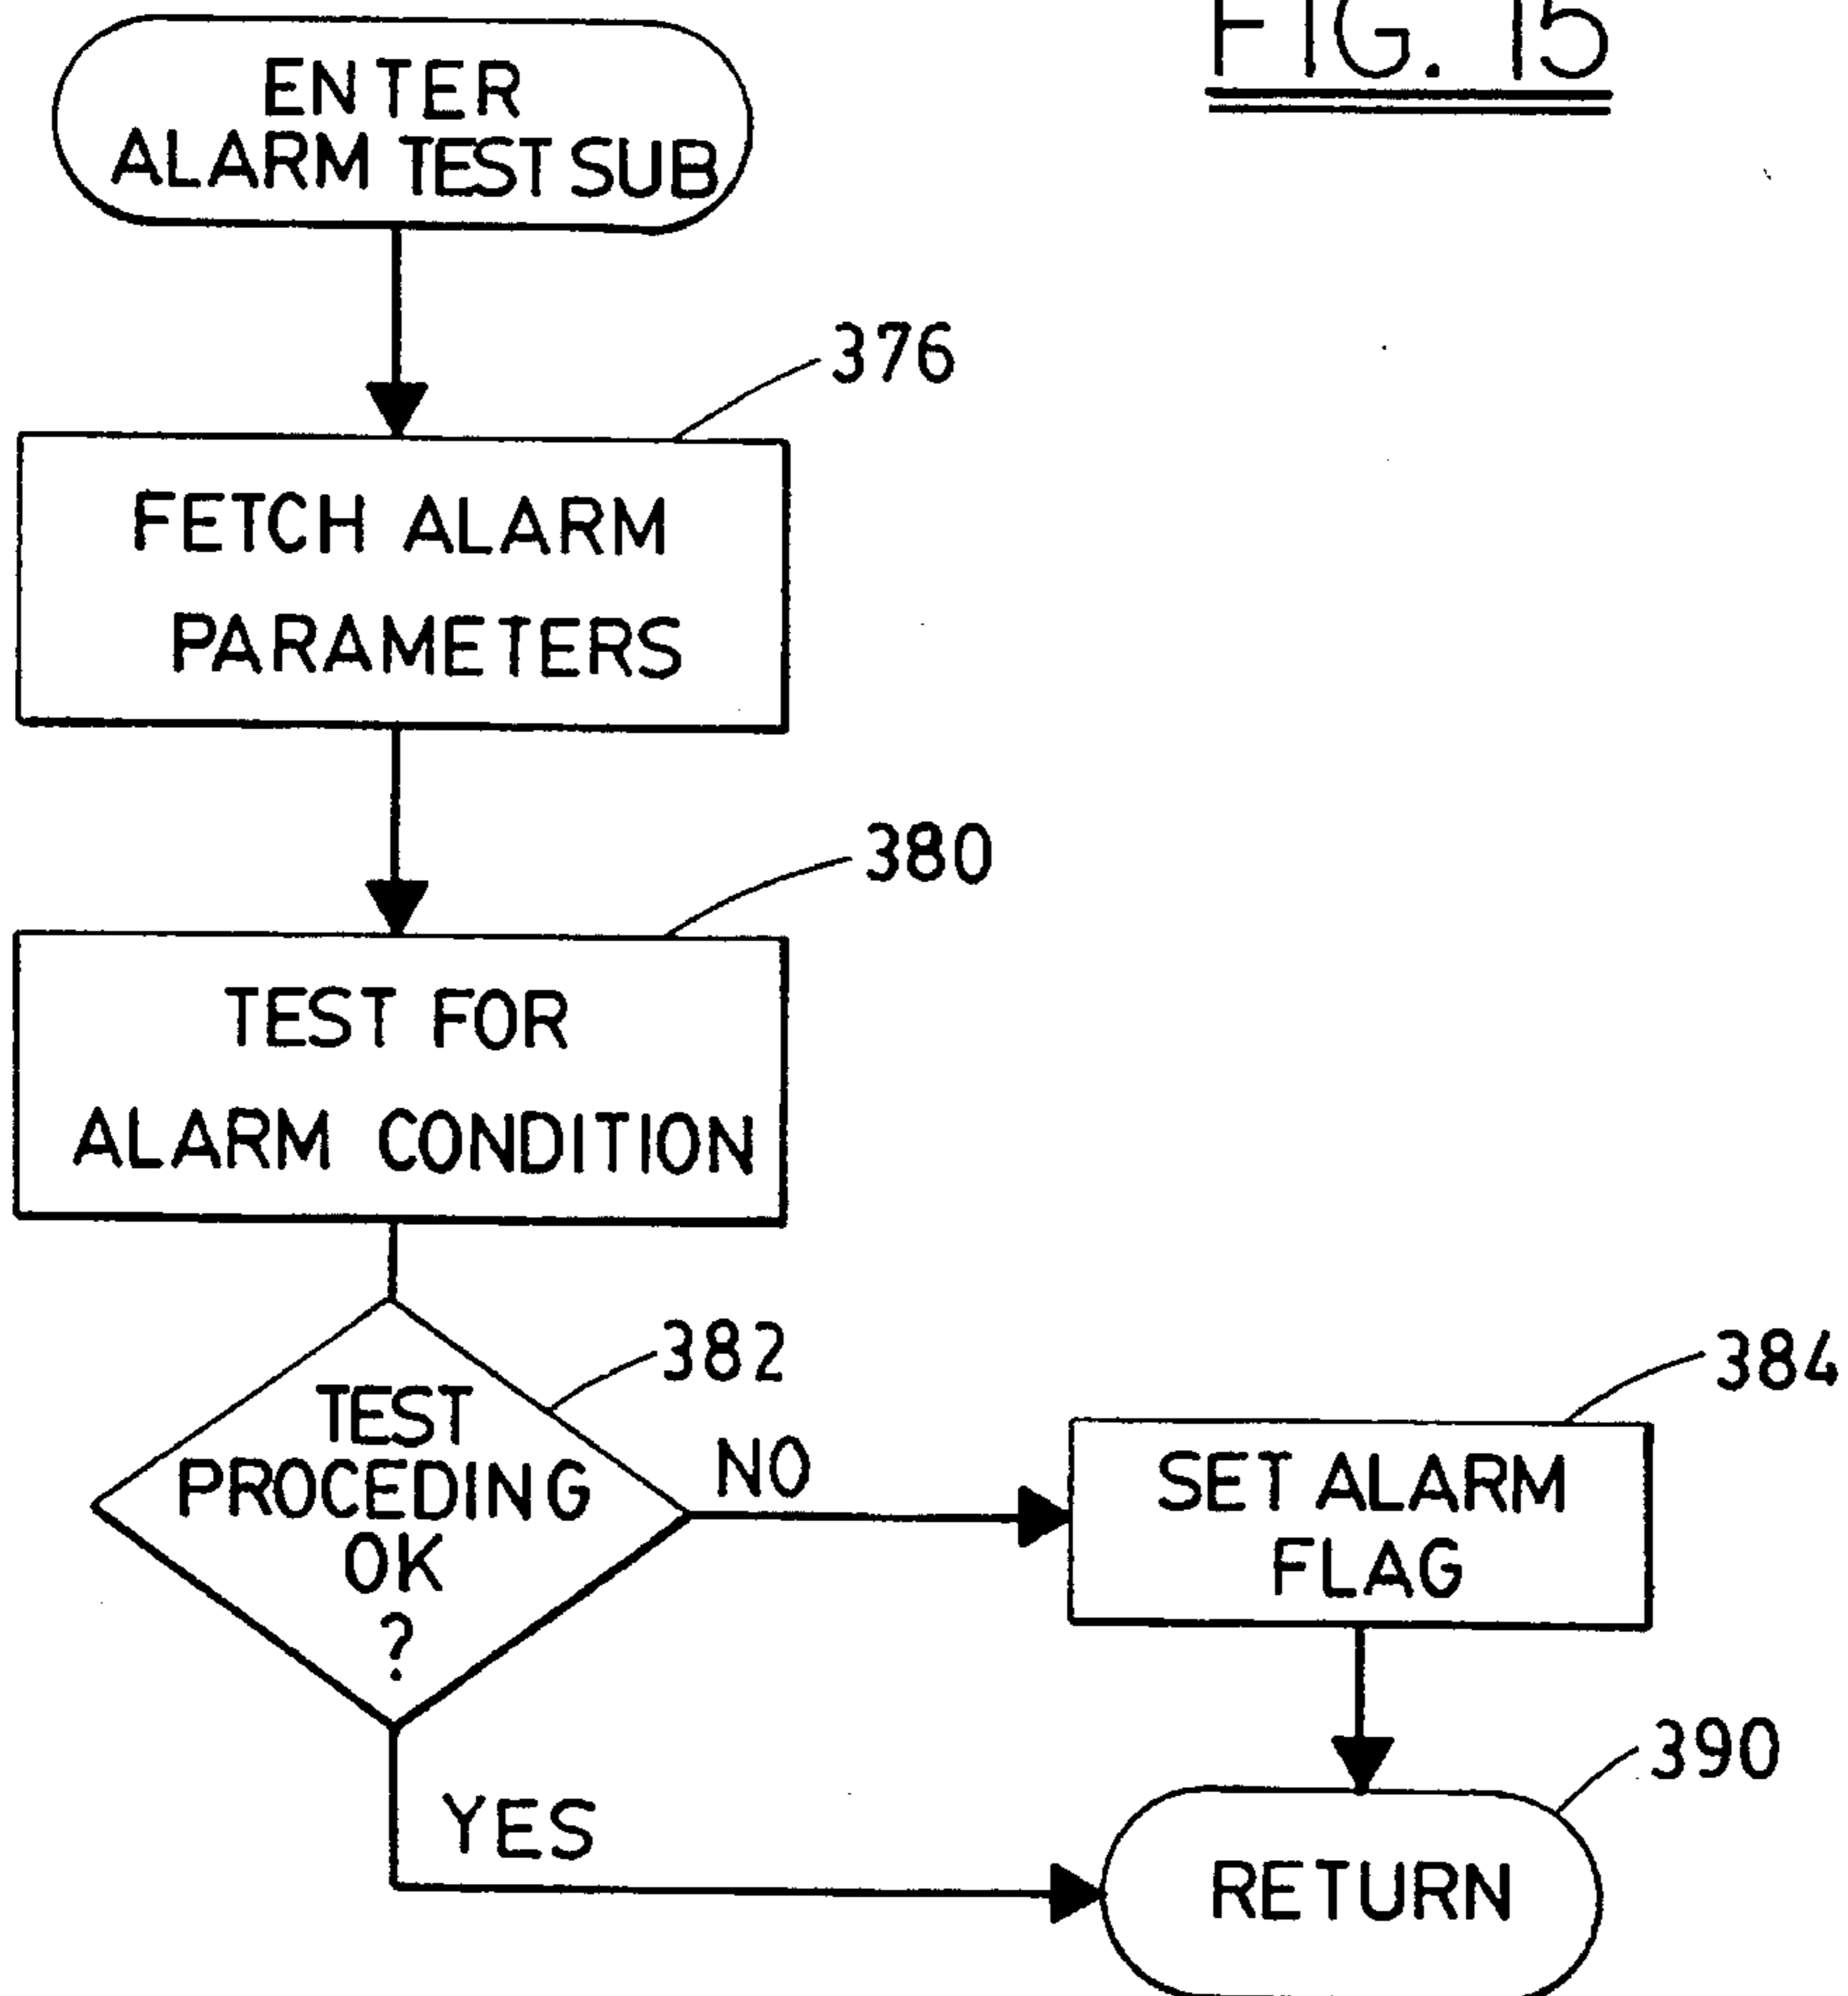 FIG. 15
ENTER
ALARM TEST SUB
376
FETCH ALARM
PARAMETERS
380
TEST FOR
ALARM CONDITION
382
TEST
PROCEDING
OK
?
NO
384
SET ALARM
FLAG
YES
390
RETURN